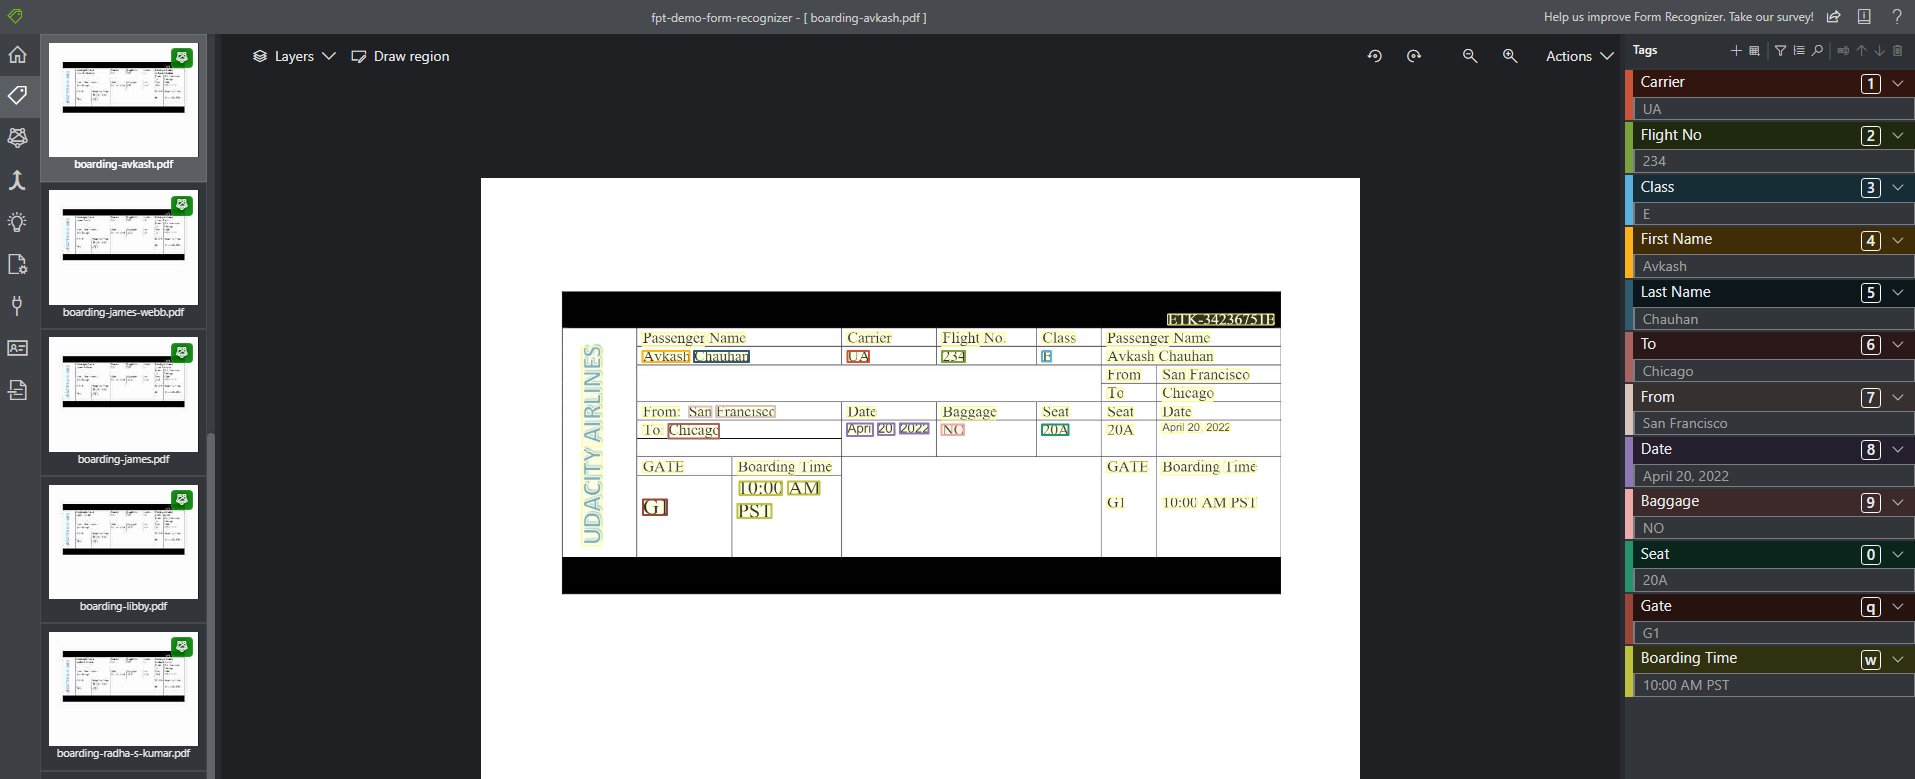 fpt-demo-form-recognizer - [ boarding-avkash.pdf ]
Help us improve Form Recognizer. Take our survey!
Layers
Draw region
Actions
boarding-avkash.pdf
boarding-james-webb.pdf
boarding-james.pdf
boarding-libby.pdf
boarding-radha-s-kumar.pdf
ETK-34236751E
UDACITY AIRLINES
Passenger Name Carrier Flight No. Class Passenger Name
Avkash Chauhan UA 234 E Avkash Chauhan
From San Francisco
To Chicago
From: San Francisco Date Baggage Seat Seat Date
To: Chicago April 20, 2022 NO 20A 20A April 20, 2022
GATE Boarding Time GATE Boarding Time
G1 10:00 AM PST G1 10:00 AM PST
Tags
Carrier 1
UA
Flight No 2
234
Class 3
E
First Name 4
Avkash
Last Name 5
Chauhan
To 6
Chicago
From 7
San Francisco
Date 8
April 20, 2022
Baggage 9
NO
Seat 0
20A
Gate q
G1
Boarding Time w
10:00 AM PST